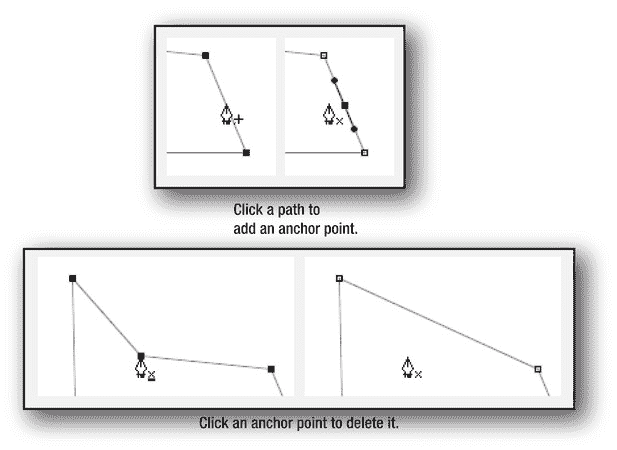 Click a path to
add an anchor point.
Click an anchor point to delete it.